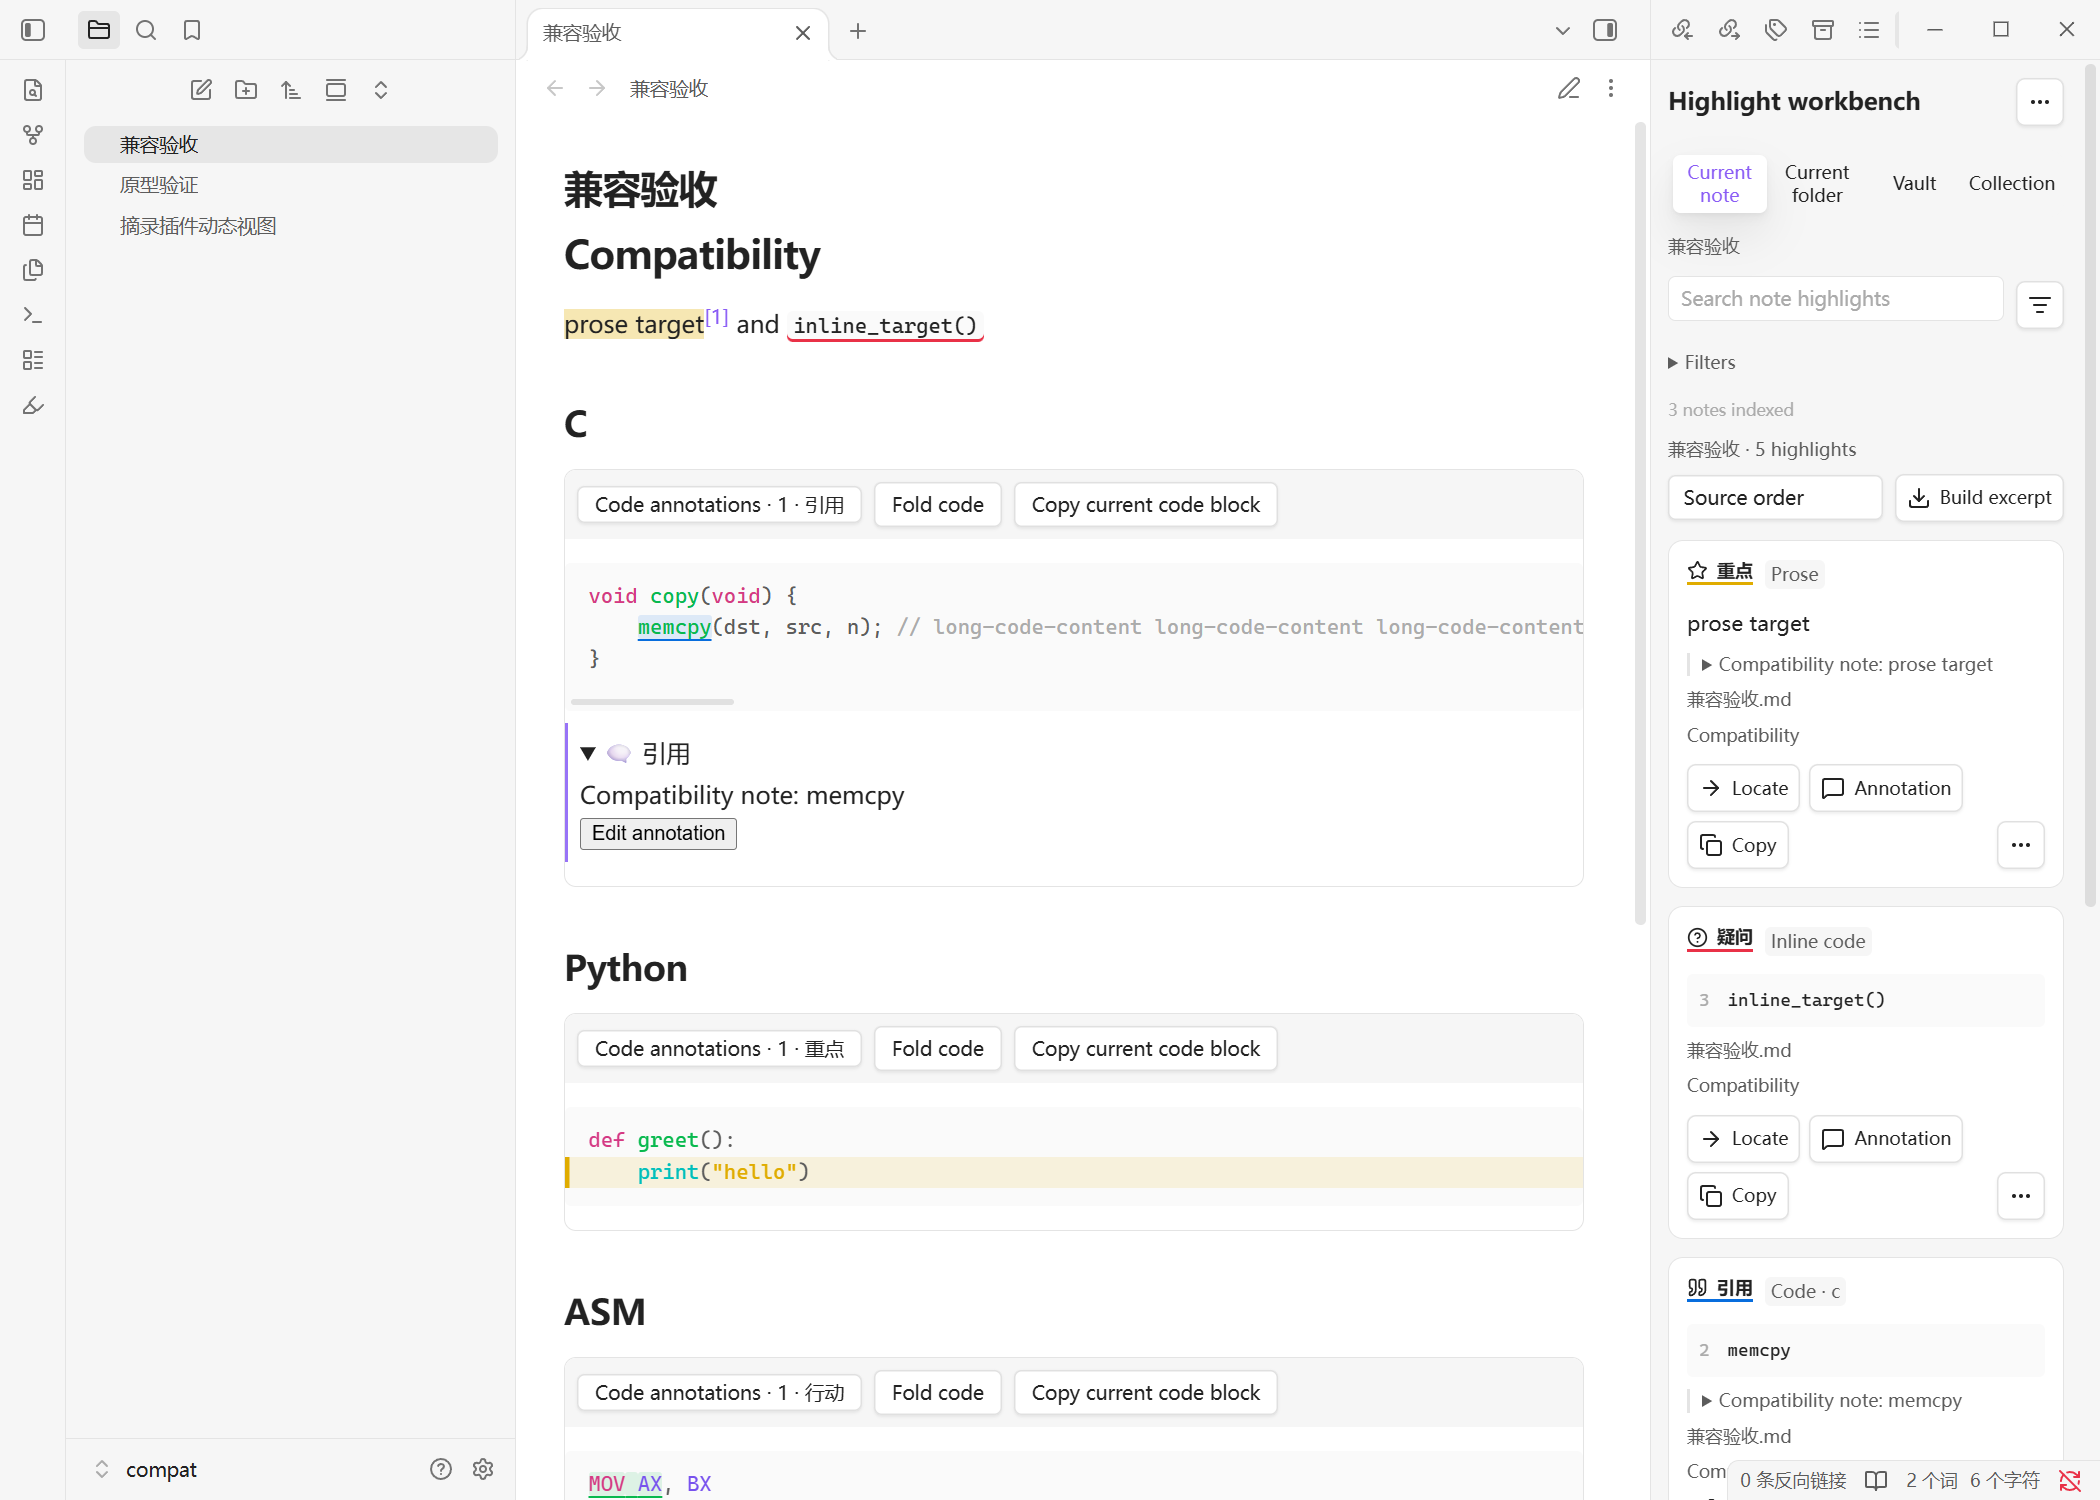 兼容验收
兼容验收
原型验证
摘录插件动态视图
compat
兼容验收
兼容验收
Compatibility
prose target[1] and inline_target()
C
Code annotations · 1 · 引用
Fold code
Copy current code block
void copy(void) {
    memcpy(dst, src, n); // long-code-content long-code-content long-code-content
}
引用
Compatibility note: memcpy
Edit annotation
Python
Code annotations · 1 · 重点
Fold code
Copy current code block
def greet():
    print("hello")
ASM
Code annotations · 1 · 行动
Fold code
Copy current code block
MOV AX, BX
Highlight workbench
Current note
Current folder
Vault
Collection
兼容验收
Search note highlights
Filters
3 notes indexed
兼容验收 · 5 highlights
Source order
Build excerpt
重点 Prose
prose target
Compatibility note: prose target
兼容验收.md
Compatibility
Locate
Annotation
Copy
疑问 Inline code
3 inline_target()
兼容验收.md
Compatibility
Locate
Annotation
Copy
引用 Code · c
2 memcpy
Compatibility note: memcpy
兼容验收.md
Com
0 条反向链接 2 个词 6 个字符